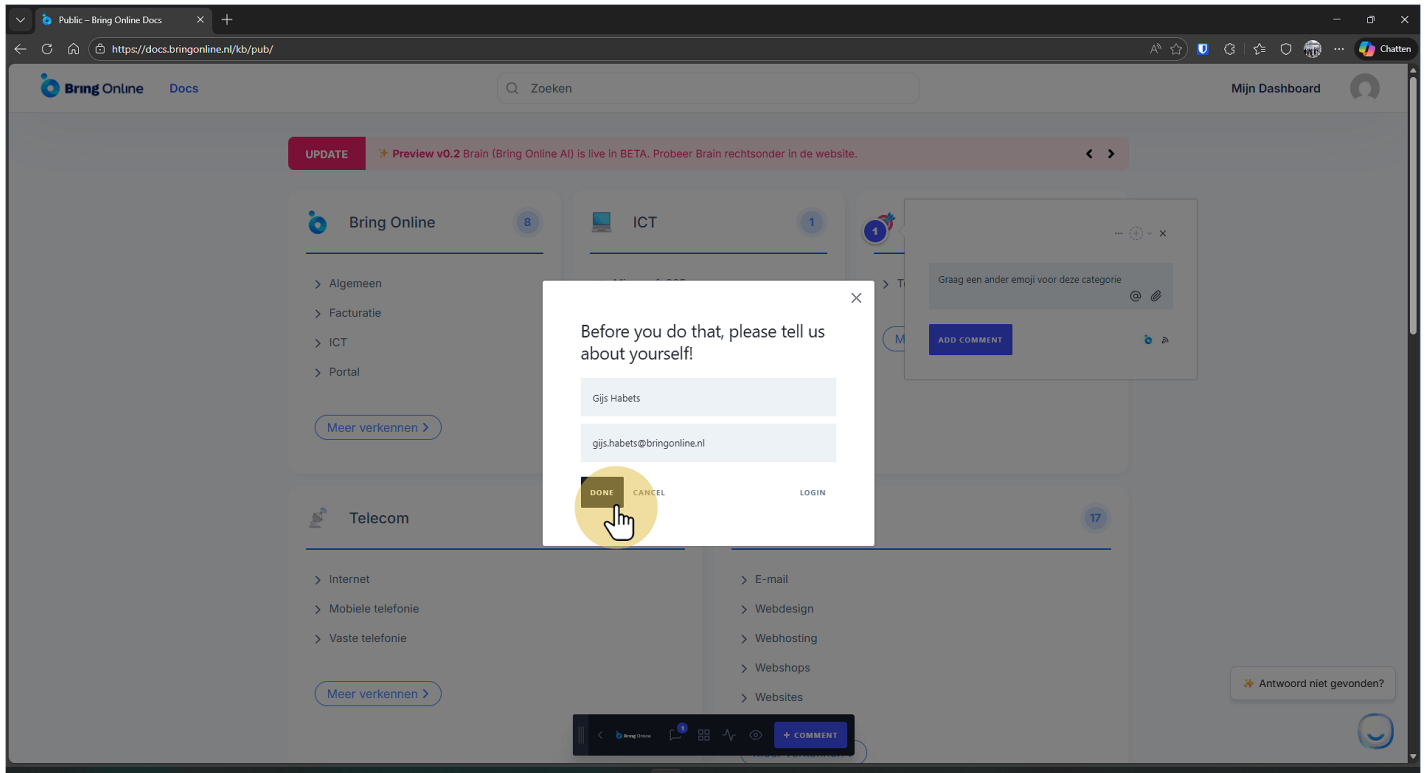 Public – Bring Online Docs
https://docs.bringonline.nl/kb/pub/
Chatten
Bring Online
Docs
Zoeken
Mijn Dashboard
UPDATE
Preview v0.2 Brain (Bring Online AI) is live in BETA. Probeer Brain rechtsonder in de website.
Bring Online
8
ICT
1
1
Algemeen
Facturatie
ICT
Portal
Meer verkennen
Graag een ander emoji voor deze categorie
ADD COMMENT
Before you do that, please tell us
about yourself!
Gijs Habets
gijs.habets@bringonline.nl
DONE
CANCEL
LOGIN
Telecom
17
Internet
Mobiele telefonie
Vaste telefonie
Meer verkennen
E-mail
Webdesign
Webhosting
Webshops
Websites
Antwoord niet gevonden?
Bring Online
1
+ COMMENT